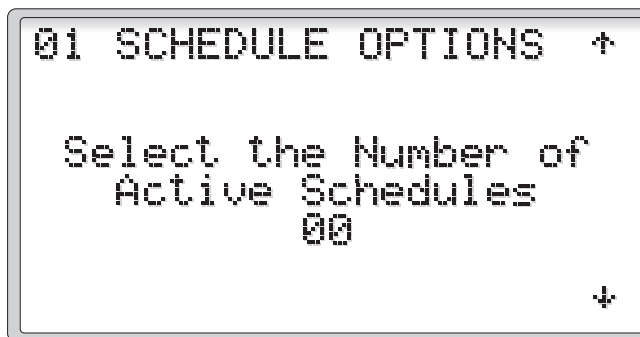 01 SCHEDULE OPTIONS ↑
Select the Number of
Active Schedules
00
↓